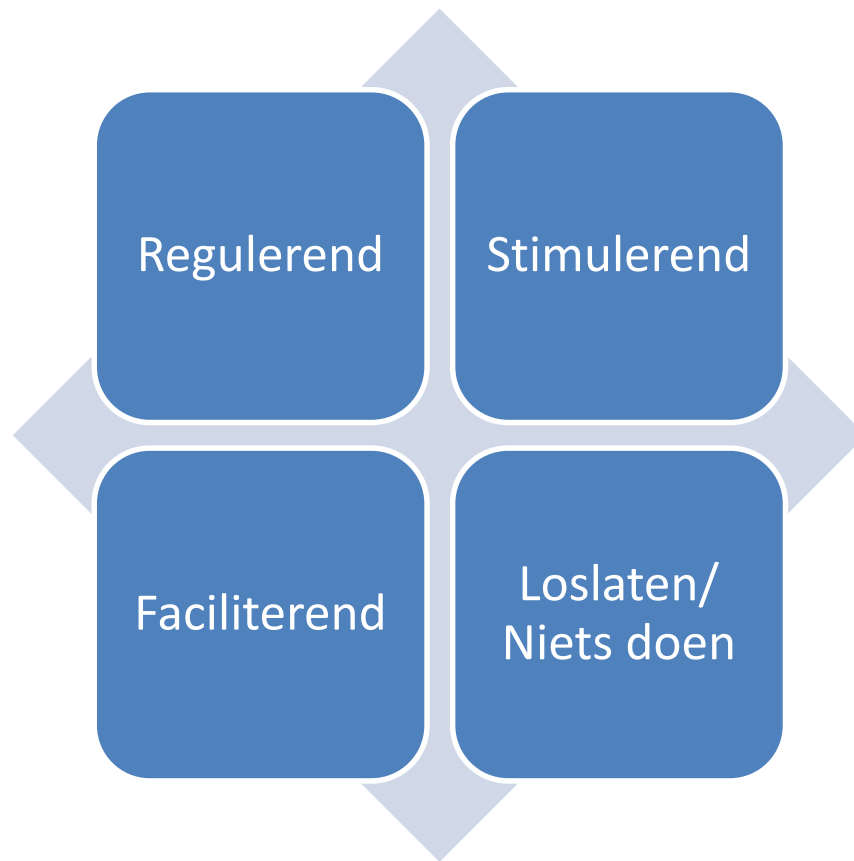 Regulerend
Stimulerend
Faciliterend
Loslaten/
Niets doen